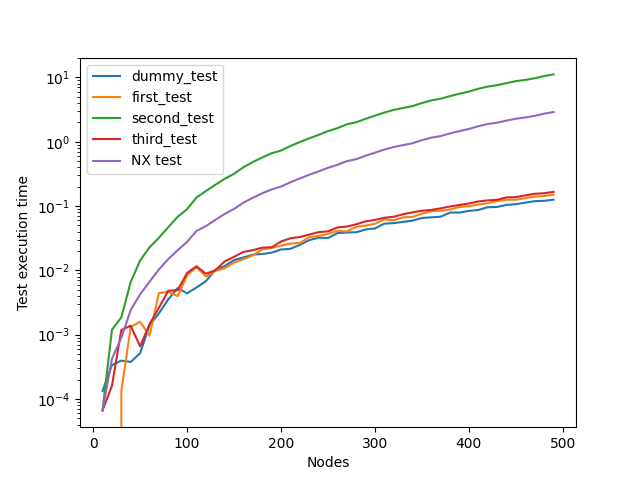 dummy_test
first_test
second_test
third_test
NX test
10^1
10^0
10^-1
10^-2
10^-3
10^-4
Test execution time
0 100 200 300 400 500
Nodes